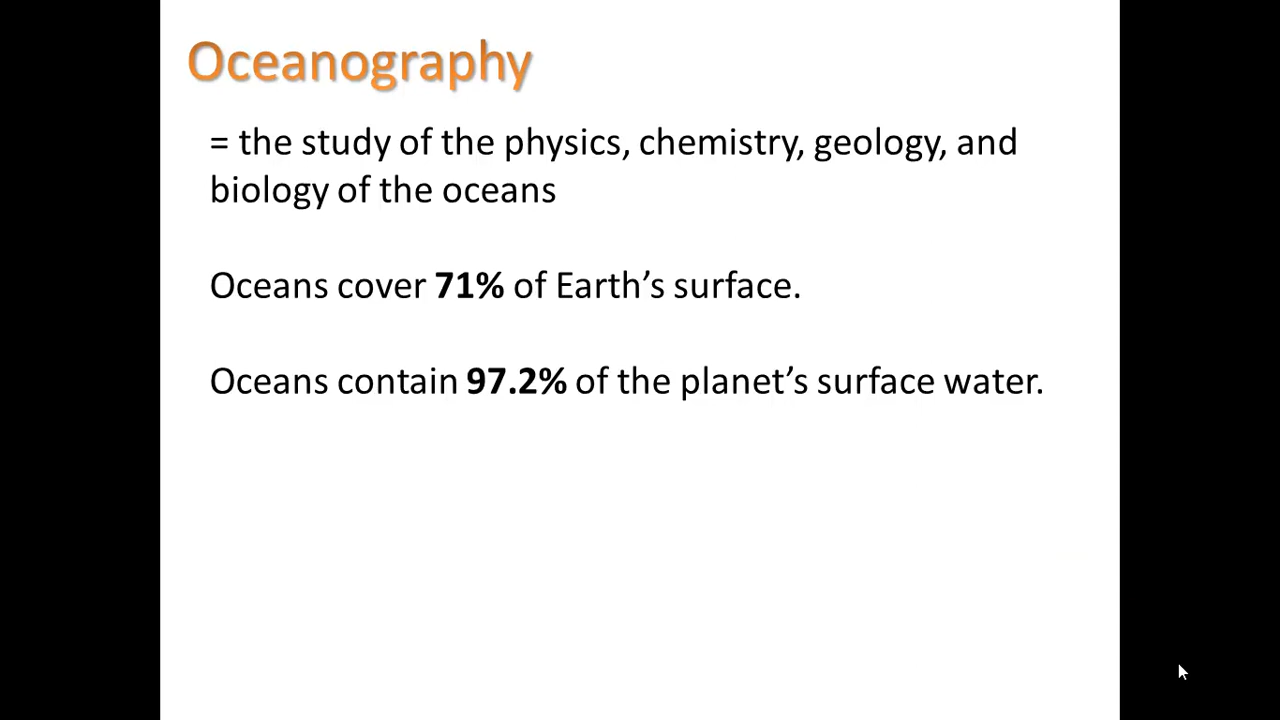 Oceanography
= the study of the physics, chemistry, geology, and
biology of the oceans
Oceans cover 71% of Earth’s surface.
Oceans contain 97.2% of the planet’s surface water.